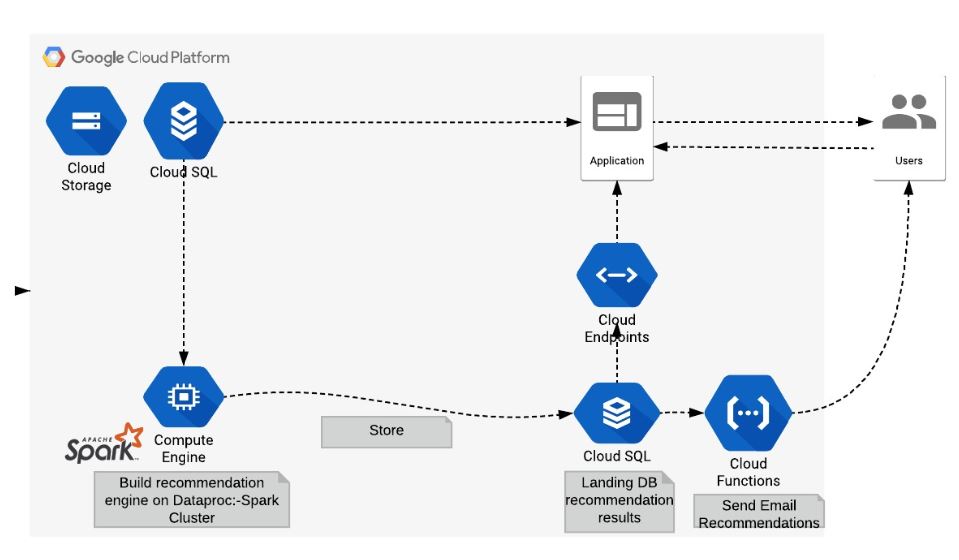 Google Cloud Platform
Cloud
Storage
Cloud SQL
Application
Users
Cloud
Endpoints
APACHE
Spark
Compute
Engine
Build recommendation
engine on Dataproc:-Spark
Cluster
Store
Cloud SQL
Landing DB
recommendation
results
Cloud
Functions
Send Email
Recommendations